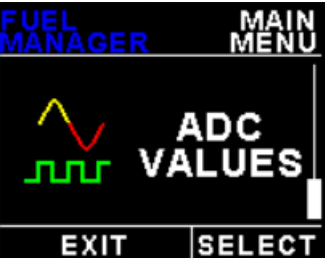 FUEL MANAGER
MAIN MENU
ADC
VALUES
EXIT
SELECT